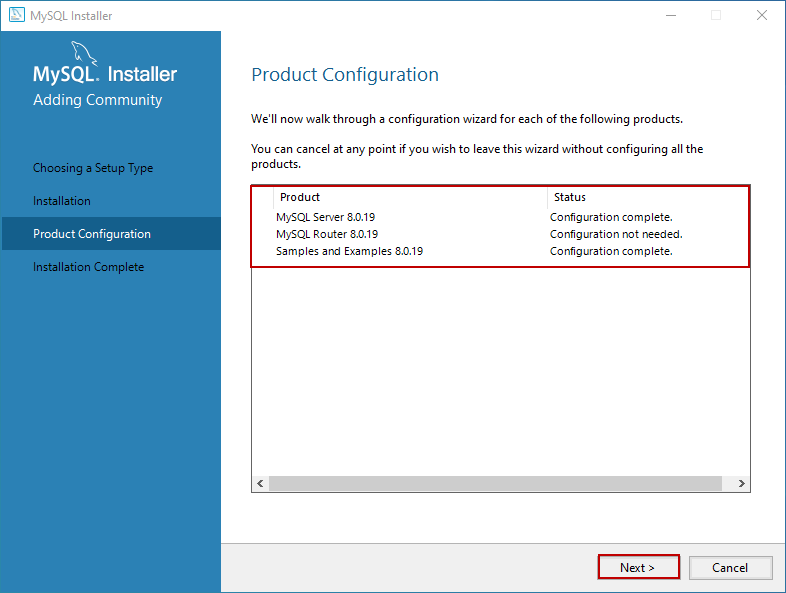 MySQL Installer
MySQL. Installer
Adding Community
Choosing a Setup Type
Installation
Product Configuration
Installation Complete
Product Configuration
We'll now walk through a configuration wizard for each of the following products.
You can cancel at any point if you wish to leave this wizard without configuring all the
products.
Product Status
MySQL Server 8.0.19 Configuration complete.
MySQL Router 8.0.19 Configuration not needed.
Samples and Examples 8.0.19 Configuration complete.
Next > Cancel